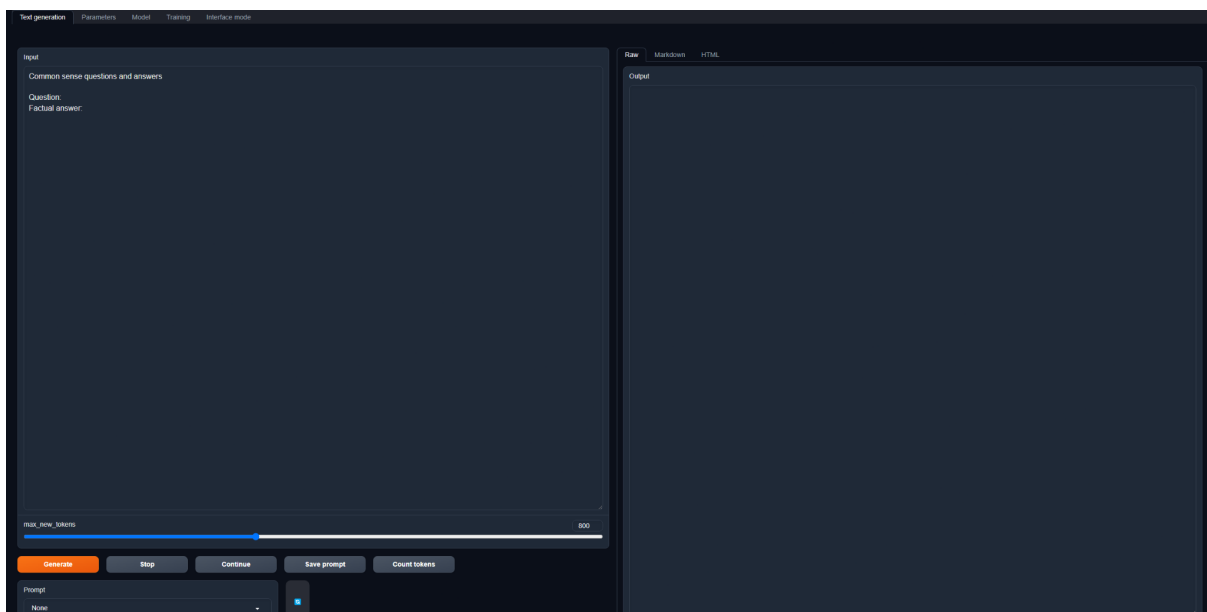 Text generation Parameters Model Training Interface mode
Input
Common sense questions and answers
Question:
Factual answer:
max_new_tokens 800
Generate Stop Continue Save prompt Count tokens
Prompt
None
Raw Markdown HTML
Output